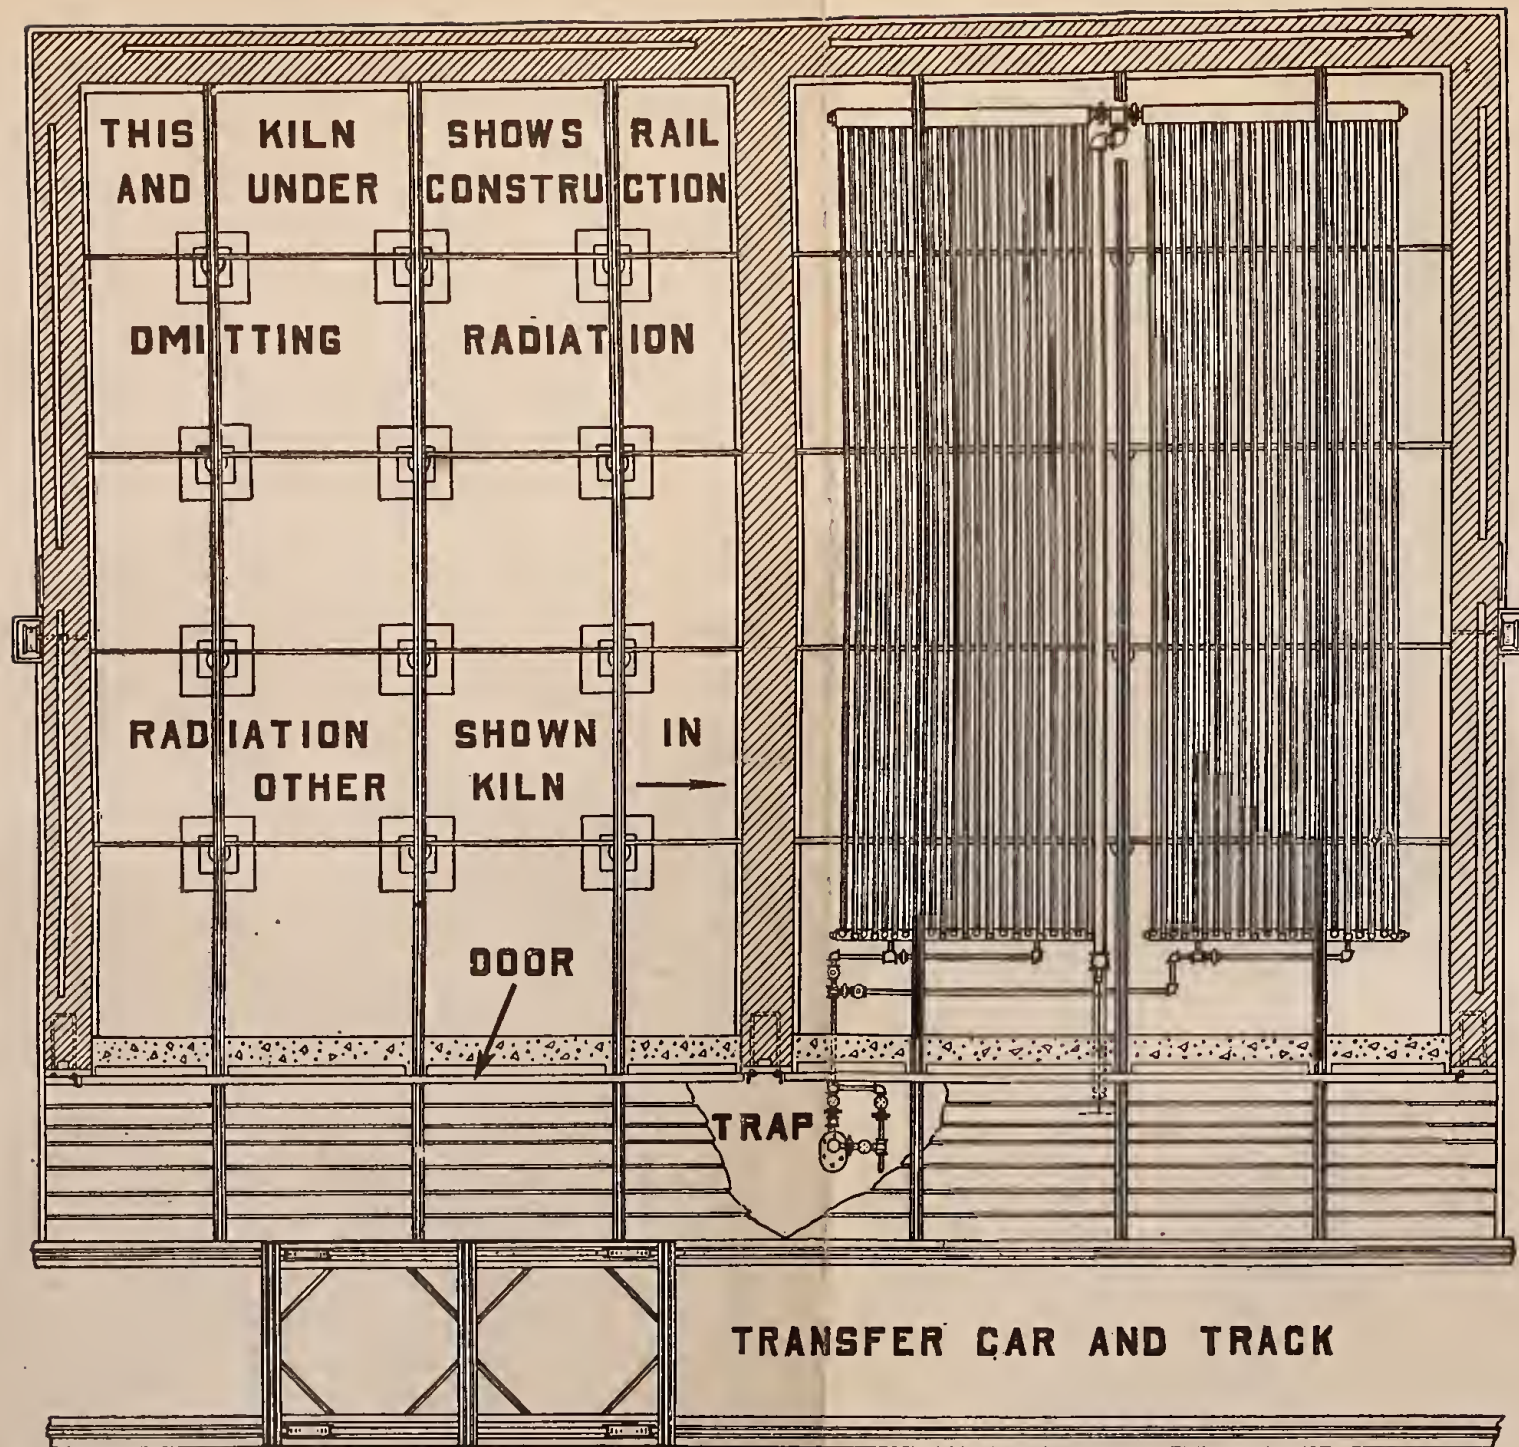 THIS KILN SHOWS RAIL
AND UNDER CONSTRUCTION
OMITTING RADIATION
RADIATION SHOWN IN
OTHER KILN
DOOR
TRAP
TRANSFER CAR AND TRACK